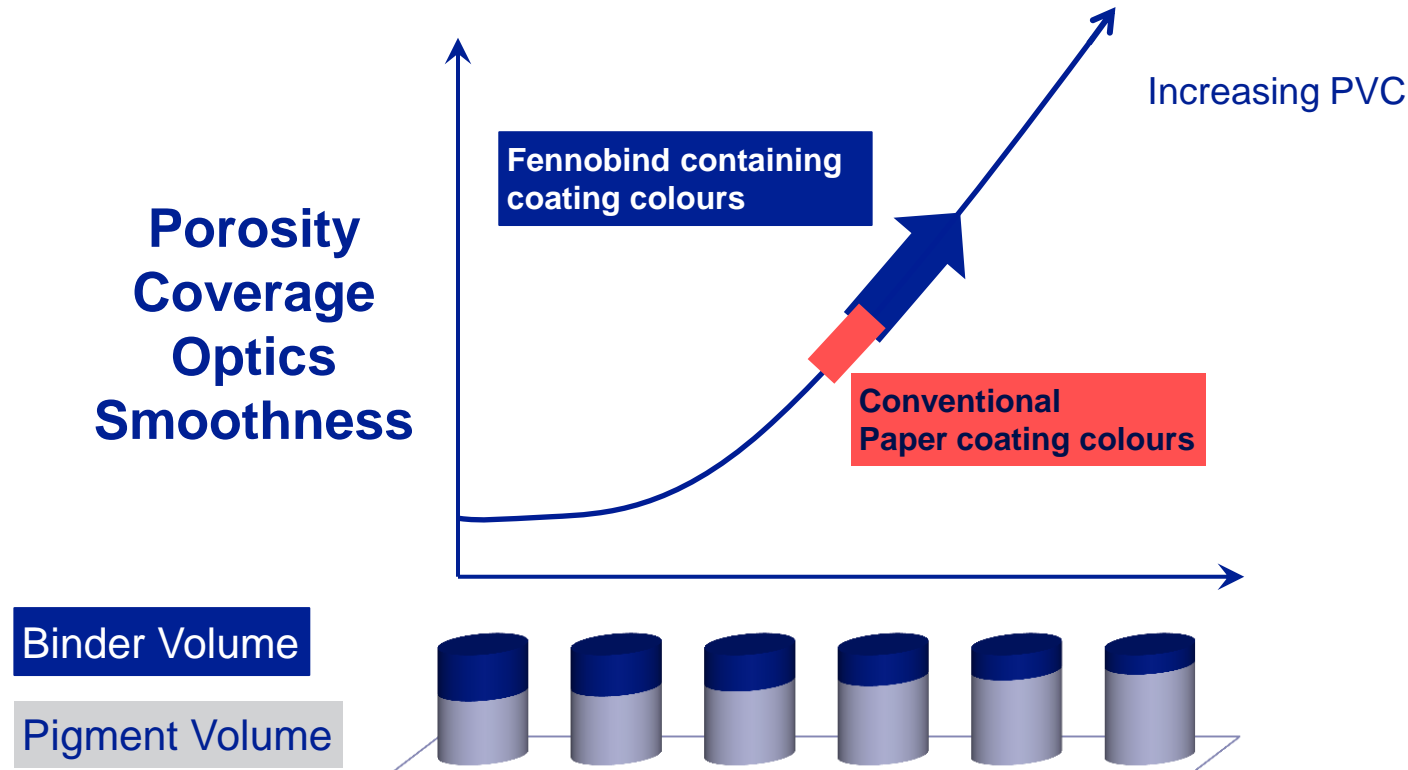 Increasing PVC
Fennobind containing
coating colours
Porosity
Coverage
Optics
Smoothness
Conventional
Paper coating colours
Binder Volume
Pigment Volume